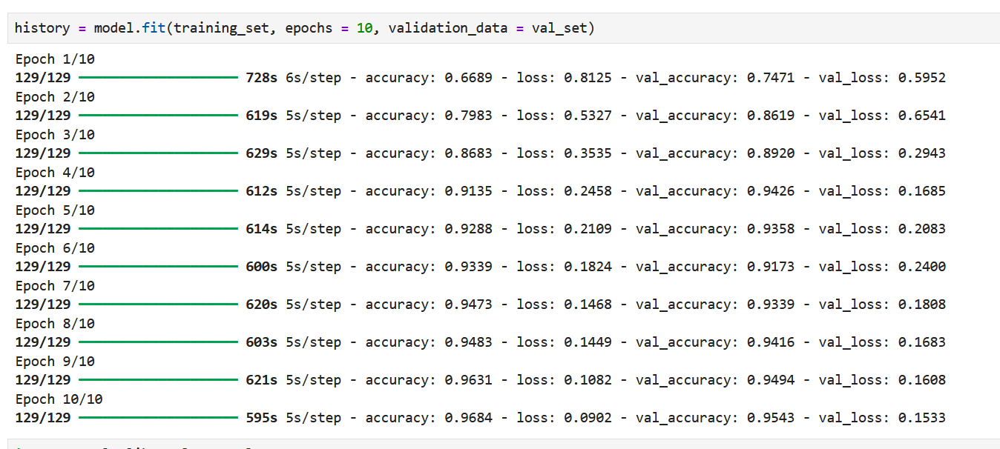 history = model.fit(training_set, epochs = 10, validation_data = val_set)
Epoch 1/10
129/129 ━━━━━━━━━━━━━━━━━━━━ 728s 6s/step - accuracy: 0.6689 - loss: 0.8125 - val_accuracy: 0.7471 - val_loss: 0.5952
Epoch 2/10
129/129 ━━━━━━━━━━━━━━━━━━━━ 619s 5s/step - accuracy: 0.7983 - loss: 0.5327 - val_accuracy: 0.8619 - val_loss: 0.6541
Epoch 3/10
129/129 ━━━━━━━━━━━━━━━━━━━━ 629s 5s/step - accuracy: 0.8683 - loss: 0.3535 - val_accuracy: 0.8920 - val_loss: 0.2943
Epoch 4/10
129/129 ━━━━━━━━━━━━━━━━━━━━ 612s 5s/step - accuracy: 0.9135 - loss: 0.2458 - val_accuracy: 0.9426 - val_loss: 0.1685
Epoch 5/10
129/129 ━━━━━━━━━━━━━━━━━━━━ 614s 5s/step - accuracy: 0.9288 - loss: 0.2109 - val_accuracy: 0.9358 - val_loss: 0.2083
Epoch 6/10
129/129 ━━━━━━━━━━━━━━━━━━━━ 600s 5s/step - accuracy: 0.9339 - loss: 0.1824 - val_accuracy: 0.9173 - val_loss: 0.2400
Epoch 7/10
129/129 ━━━━━━━━━━━━━━━━━━━━ 620s 5s/step - accuracy: 0.9473 - loss: 0.1468 - val_accuracy: 0.9339 - val_loss: 0.1808
Epoch 8/10
129/129 ━━━━━━━━━━━━━━━━━━━━ 603s 5s/step - accuracy: 0.9483 - loss: 0.1449 - val_accuracy: 0.9416 - val_loss: 0.1683
Epoch 9/10
129/129 ━━━━━━━━━━━━━━━━━━━━ 621s 5s/step - accuracy: 0.9631 - loss: 0.1082 - val_accuracy: 0.9494 - val_loss: 0.1608
Epoch 10/10
129/129 ━━━━━━━━━━━━━━━━━━━━ 595s 5s/step - accuracy: 0.9684 - loss: 0.0902 - val_accuracy: 0.9543 - val_loss: 0.1533